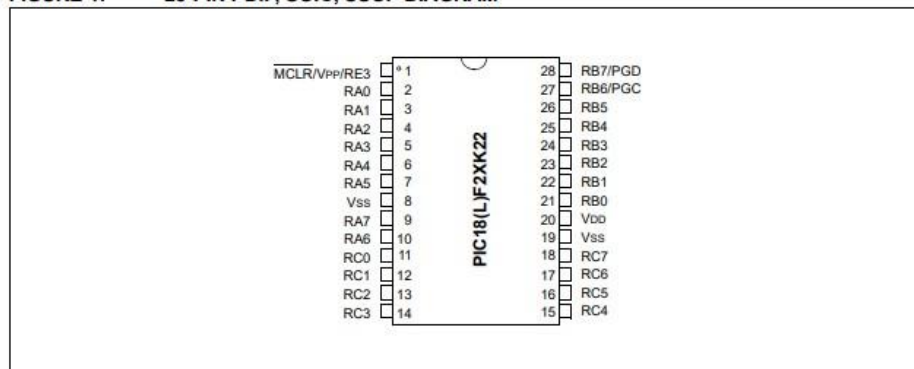 FIGURE 28-PIN PDIP, SOIC, SSOP DIAGRAM
MCLR/VPP/RE3 1 28 RB7/PGD
RA0 2 27 RB6/PGC
RA1 3 26 RB5
RA2 4 25 RB4
RA3 5 24 RB3
RA4 6 23 RB2
RA5 7 22 RB1
VSS 8 21 RB0
RA7 9 20 VDD
RA6 10 19 VSS
RC0 11 18 RC7
RC1 12 17 RC6
RC2 13 16 RC5
RC3 14 15 RC4
PIC18(L)F2XK22